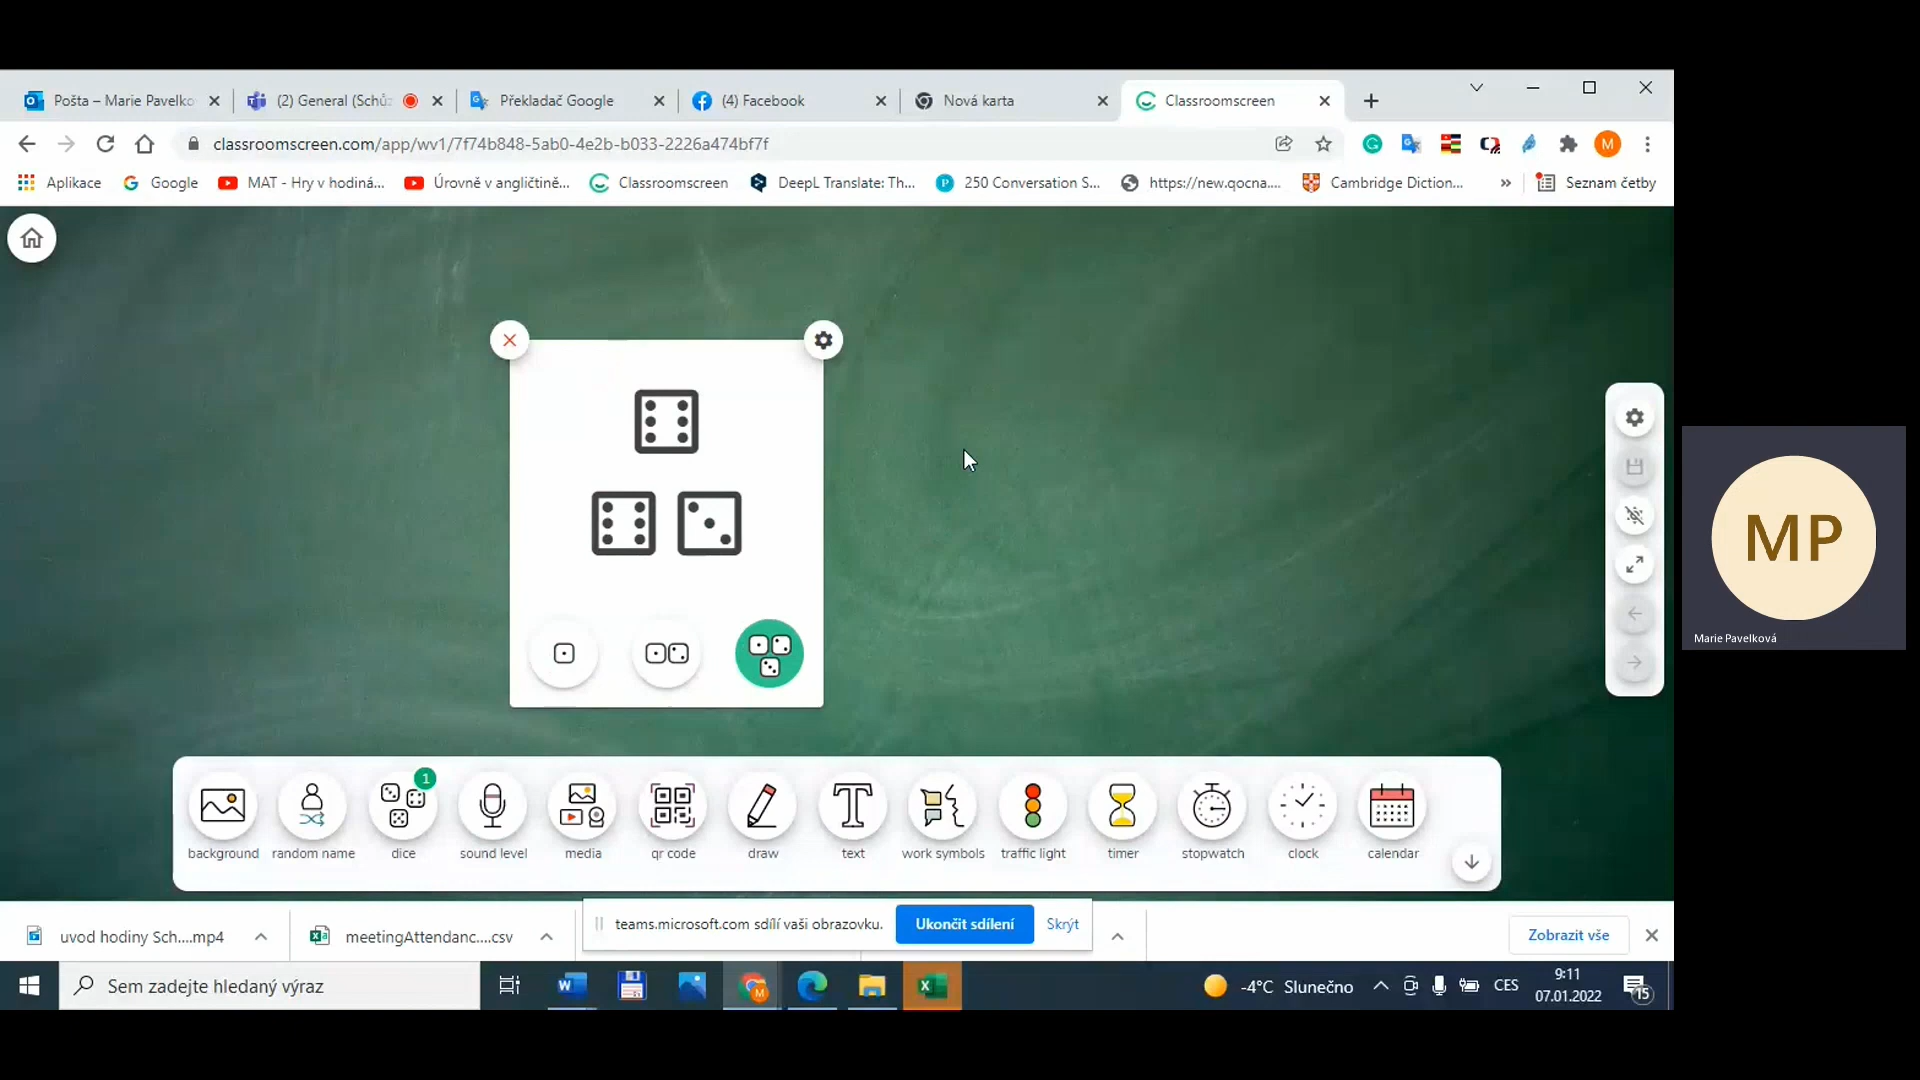 Pošta – Marie Pavelko
(2) General (Schůz
Překladač Google
(4) Facebook
Nová karta
Classroomscreen
classroomscreen.com/app/wv1/7f74b848-5ab0-4e2b-b033-2226a474bf7f
M
Aplikace
Google
MAT - Hry v hodiná...
Úrovně v angličtině...
Classroomscreen
DeepL Translate: Th...
250 Conversation S...
https://new.qocna....
Cambridge Diction...
»
Seznam četby
MP
Marie Pavelková
1
background
random name
dice
sound level
media
qr code
draw
text
work symbols
traffic light
timer
stopwatch
clock
calendar
uvod hodiny Sch....mp4
meetingAttendanc....csv
teams.microsoft.com sdílí vaši obrazovku.
Ukončit sdílení
Skrýt
Zobrazit vše
Sem zadejte hledaný výraz
-4°C Slunečno
CES
9:11
07.01.2022
15